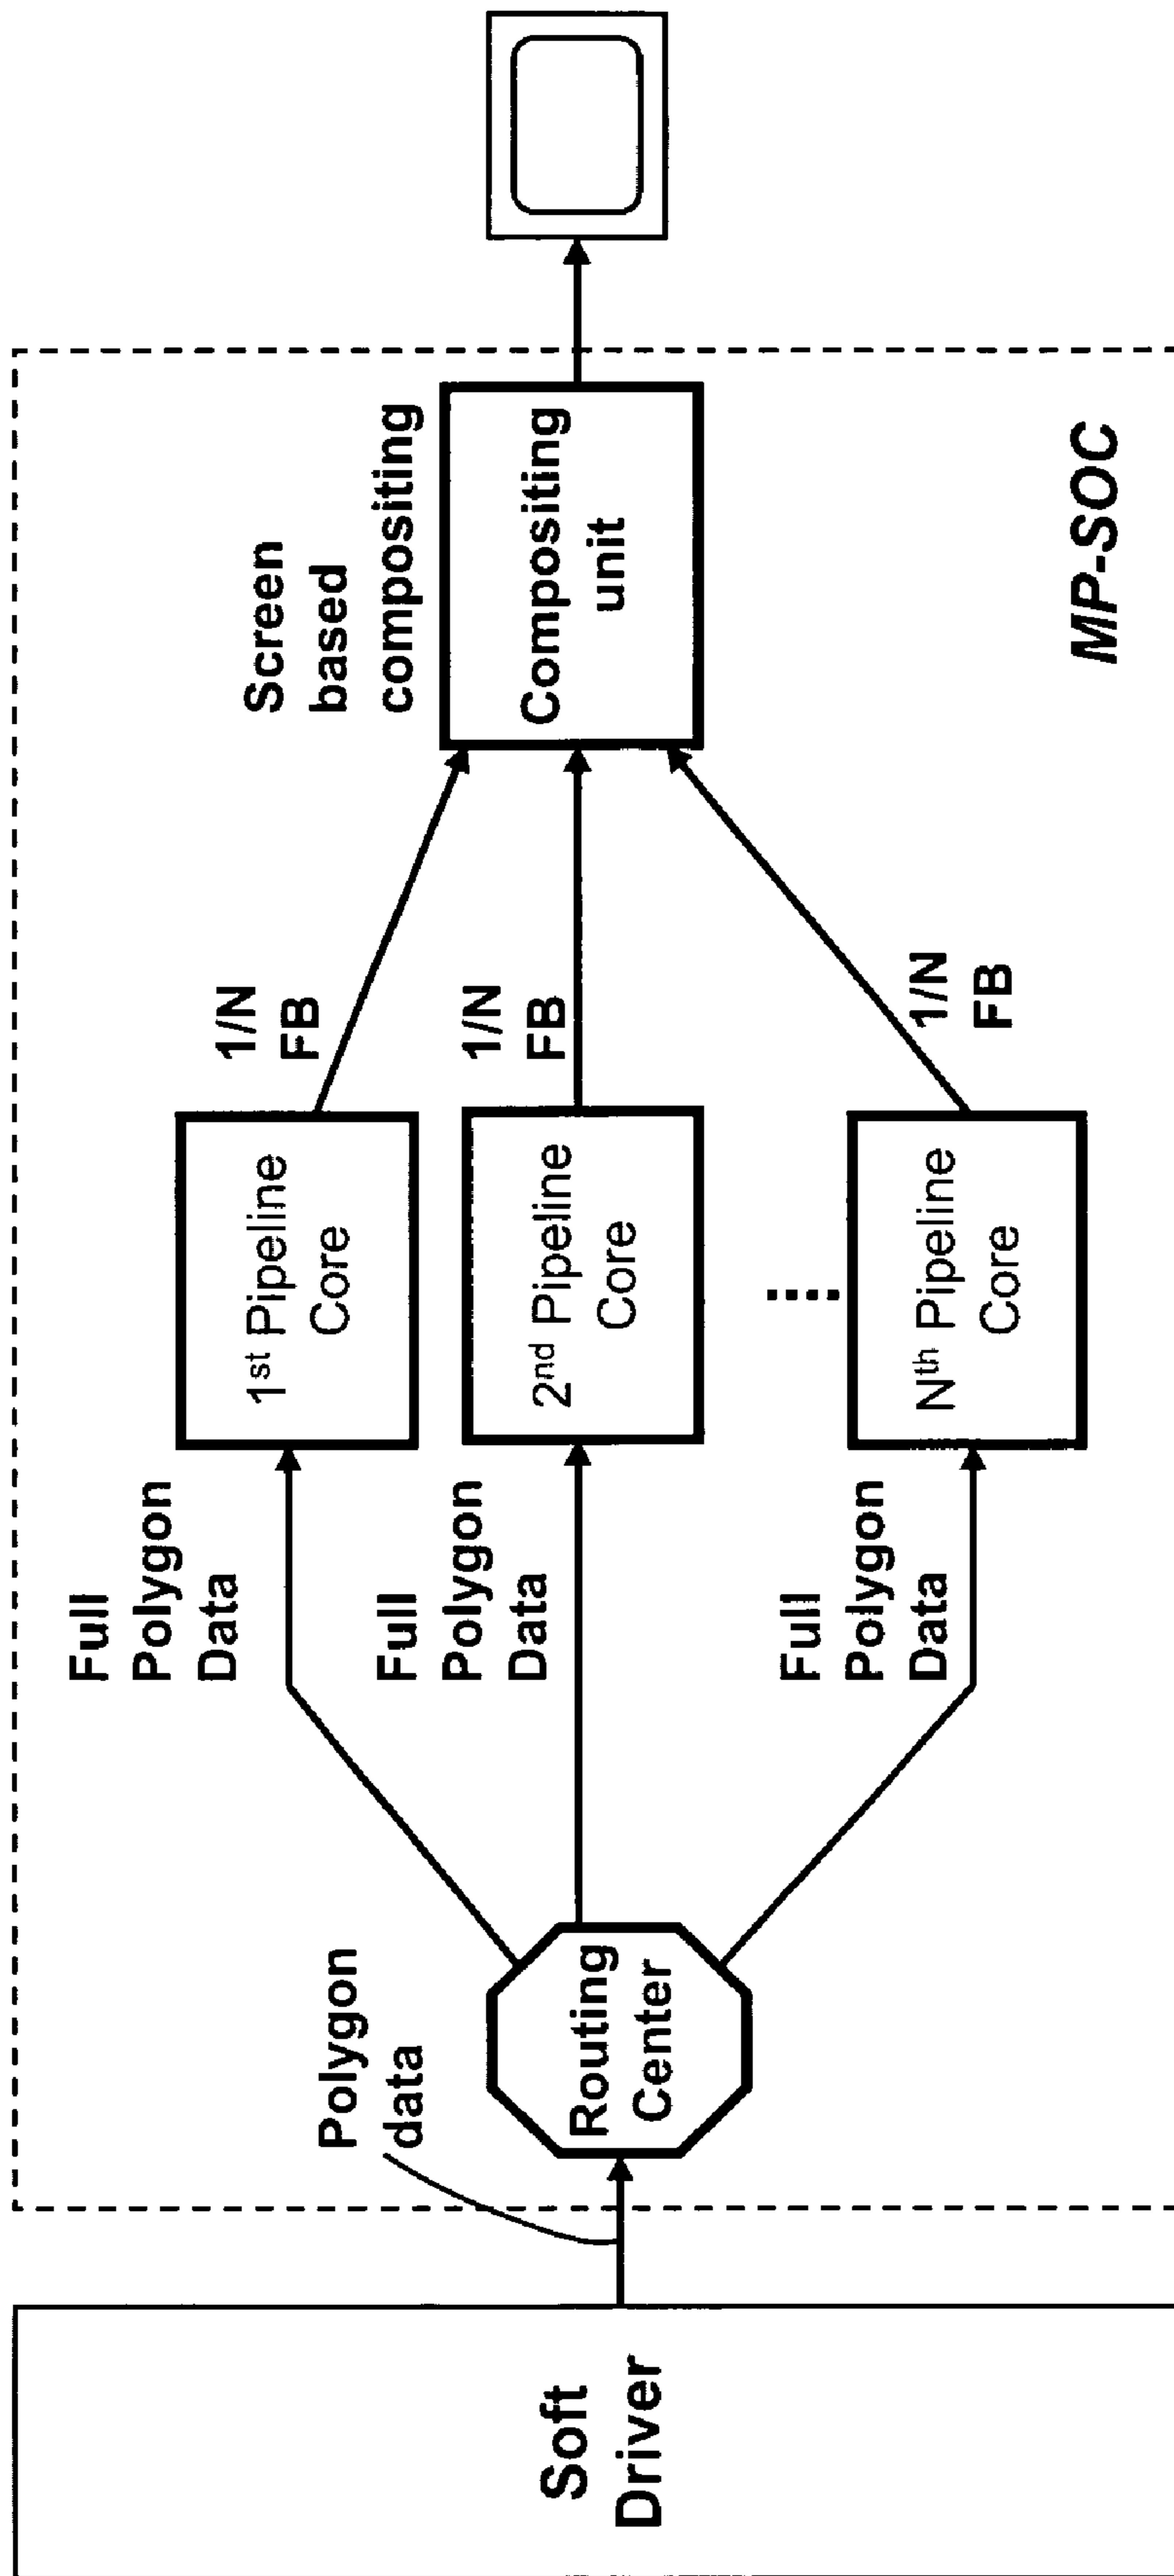 Soft
Driver
Polygon
data
Routing
Center
Full
Polygon
Data
Full
Polygon
Data
Full
Polygon
Data
1st Pipeline
Core
2nd Pipeline
Core
Nth Pipeline
Core
1/N
FB
1/N
FB
1/N
FB
Screen
based
compositing
Compositing
unit
MP-SOC